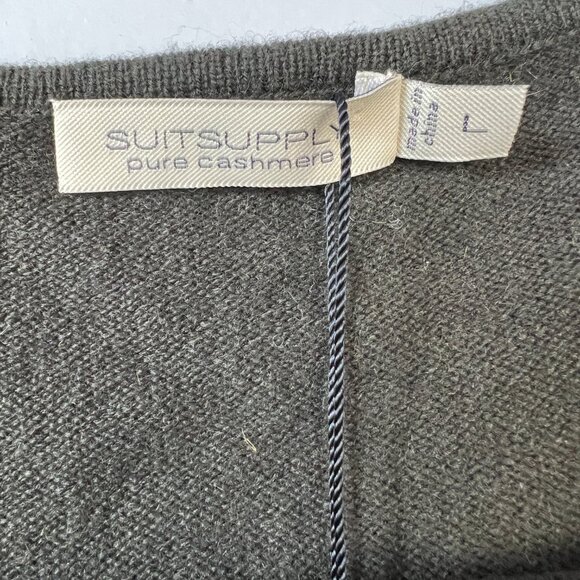 SUITSUPPLY
pure cashmere
made in
china
L